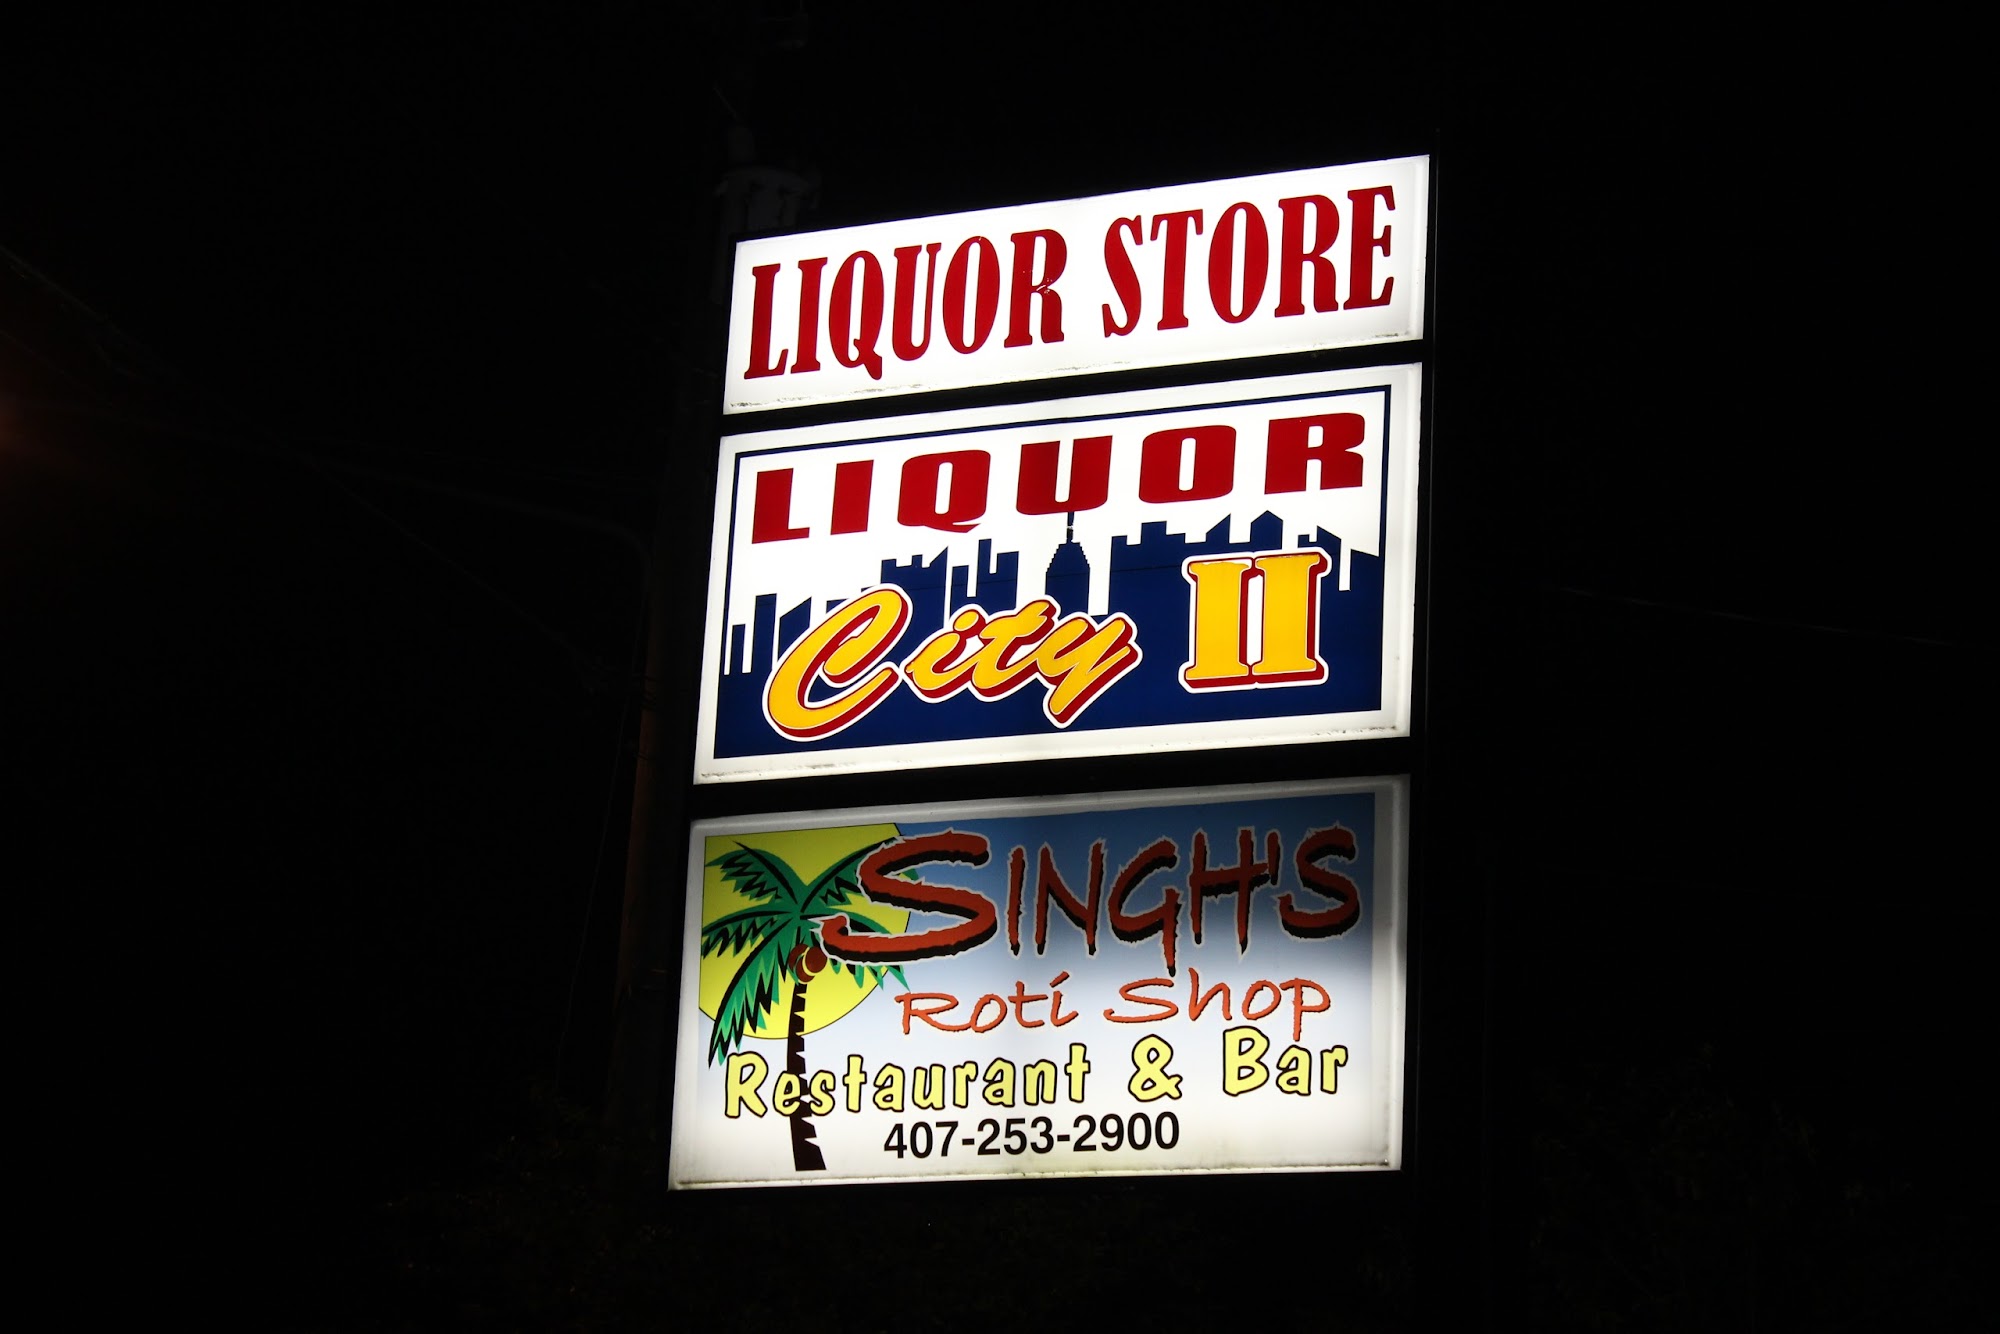 LIQUOR STORE
LIQUOR
City II
SINGH'S
Roti Shop
Restaurant & Bar
407-253-2900